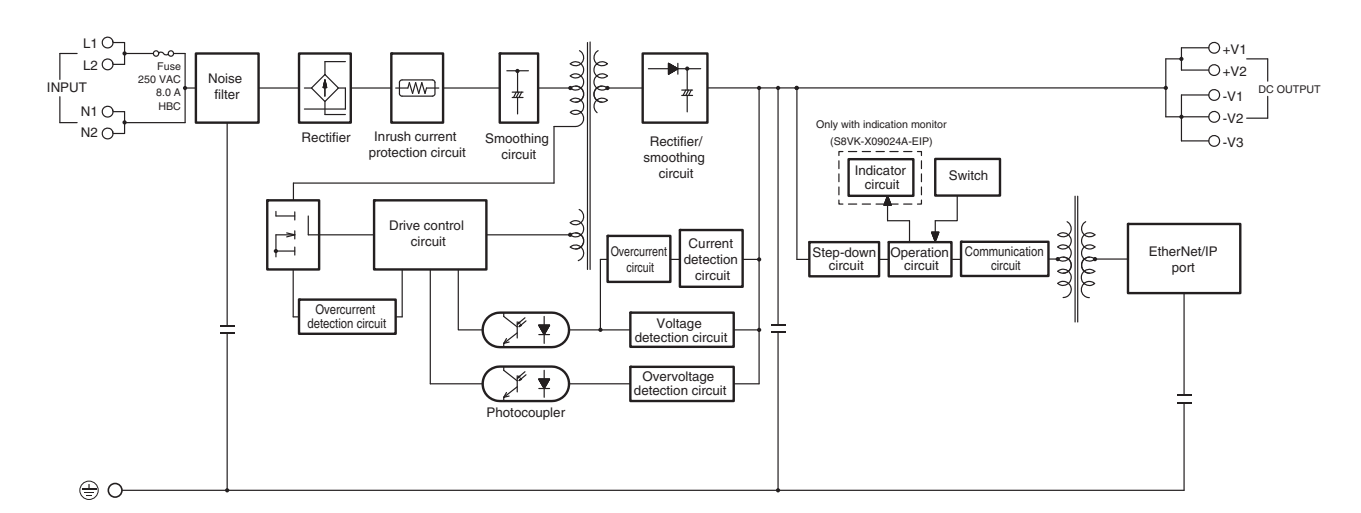 L1
L2
INPUT
N1
N2
Fuse
250 VAC
8.0 A
HBC
Noise
filter
Rectifier
Inrush current
protection circuit
Smoothing
circuit
Rectifier/
smoothing
circuit
+V1
+V2
-V1
-V2
-V3
DC OUTPUT
Only with indication monitor
(S8VK-X09024A-EIP)
Indicator
circuit
Switch
Drive control
circuit
Overcurrent
detection circuit
Overcurrent
circuit
Current
detection
circuit
Step-down
circuit
Operation
circuit
Communication
circuit
EtherNet/IP
port
Voltage
detection circuit
Overvoltage
detection circuit
Photocoupler